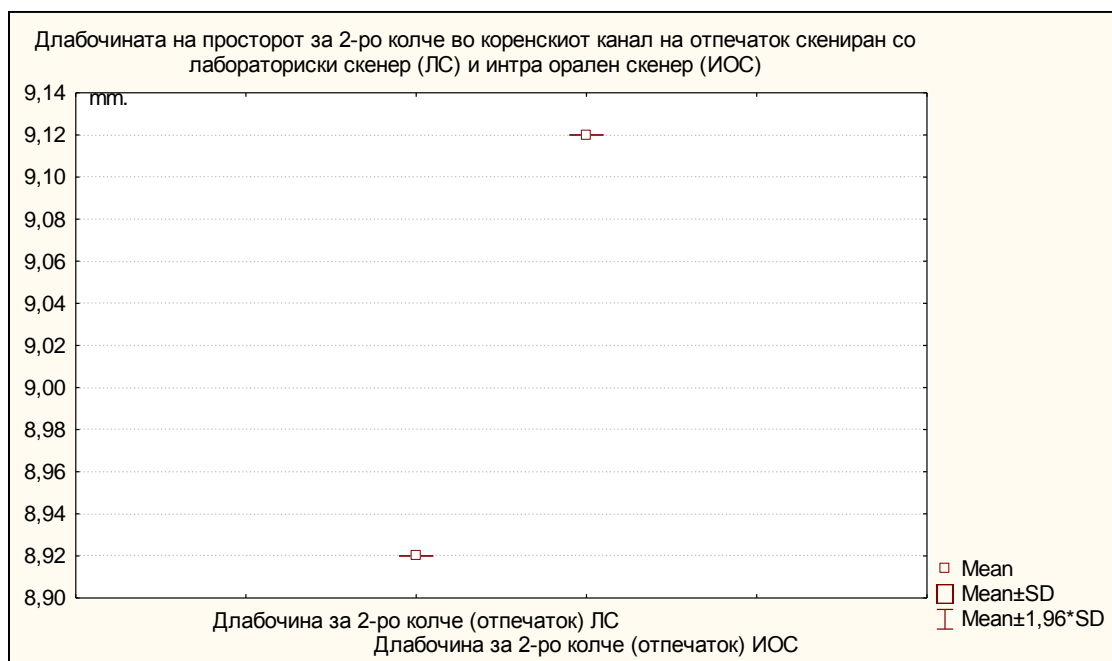 Длабочината на просторот за 2-ро колче во коренскиот канал на отпечаток скениран со
лабораториски скенер (ЛС) и интра орален скенер (ИОС)
mm.
9,14
9,12
9,10
9,08
9,06
9,04
9,02
9,00
8,98
8,96
8,94
8,92
8,90
Длабочина за 2-ро колче (отпечаток) ЛС
Длабочина за 2-ро колче (отпечаток) ИОС
Mean
Mean±SD
Mean±1,96*SD